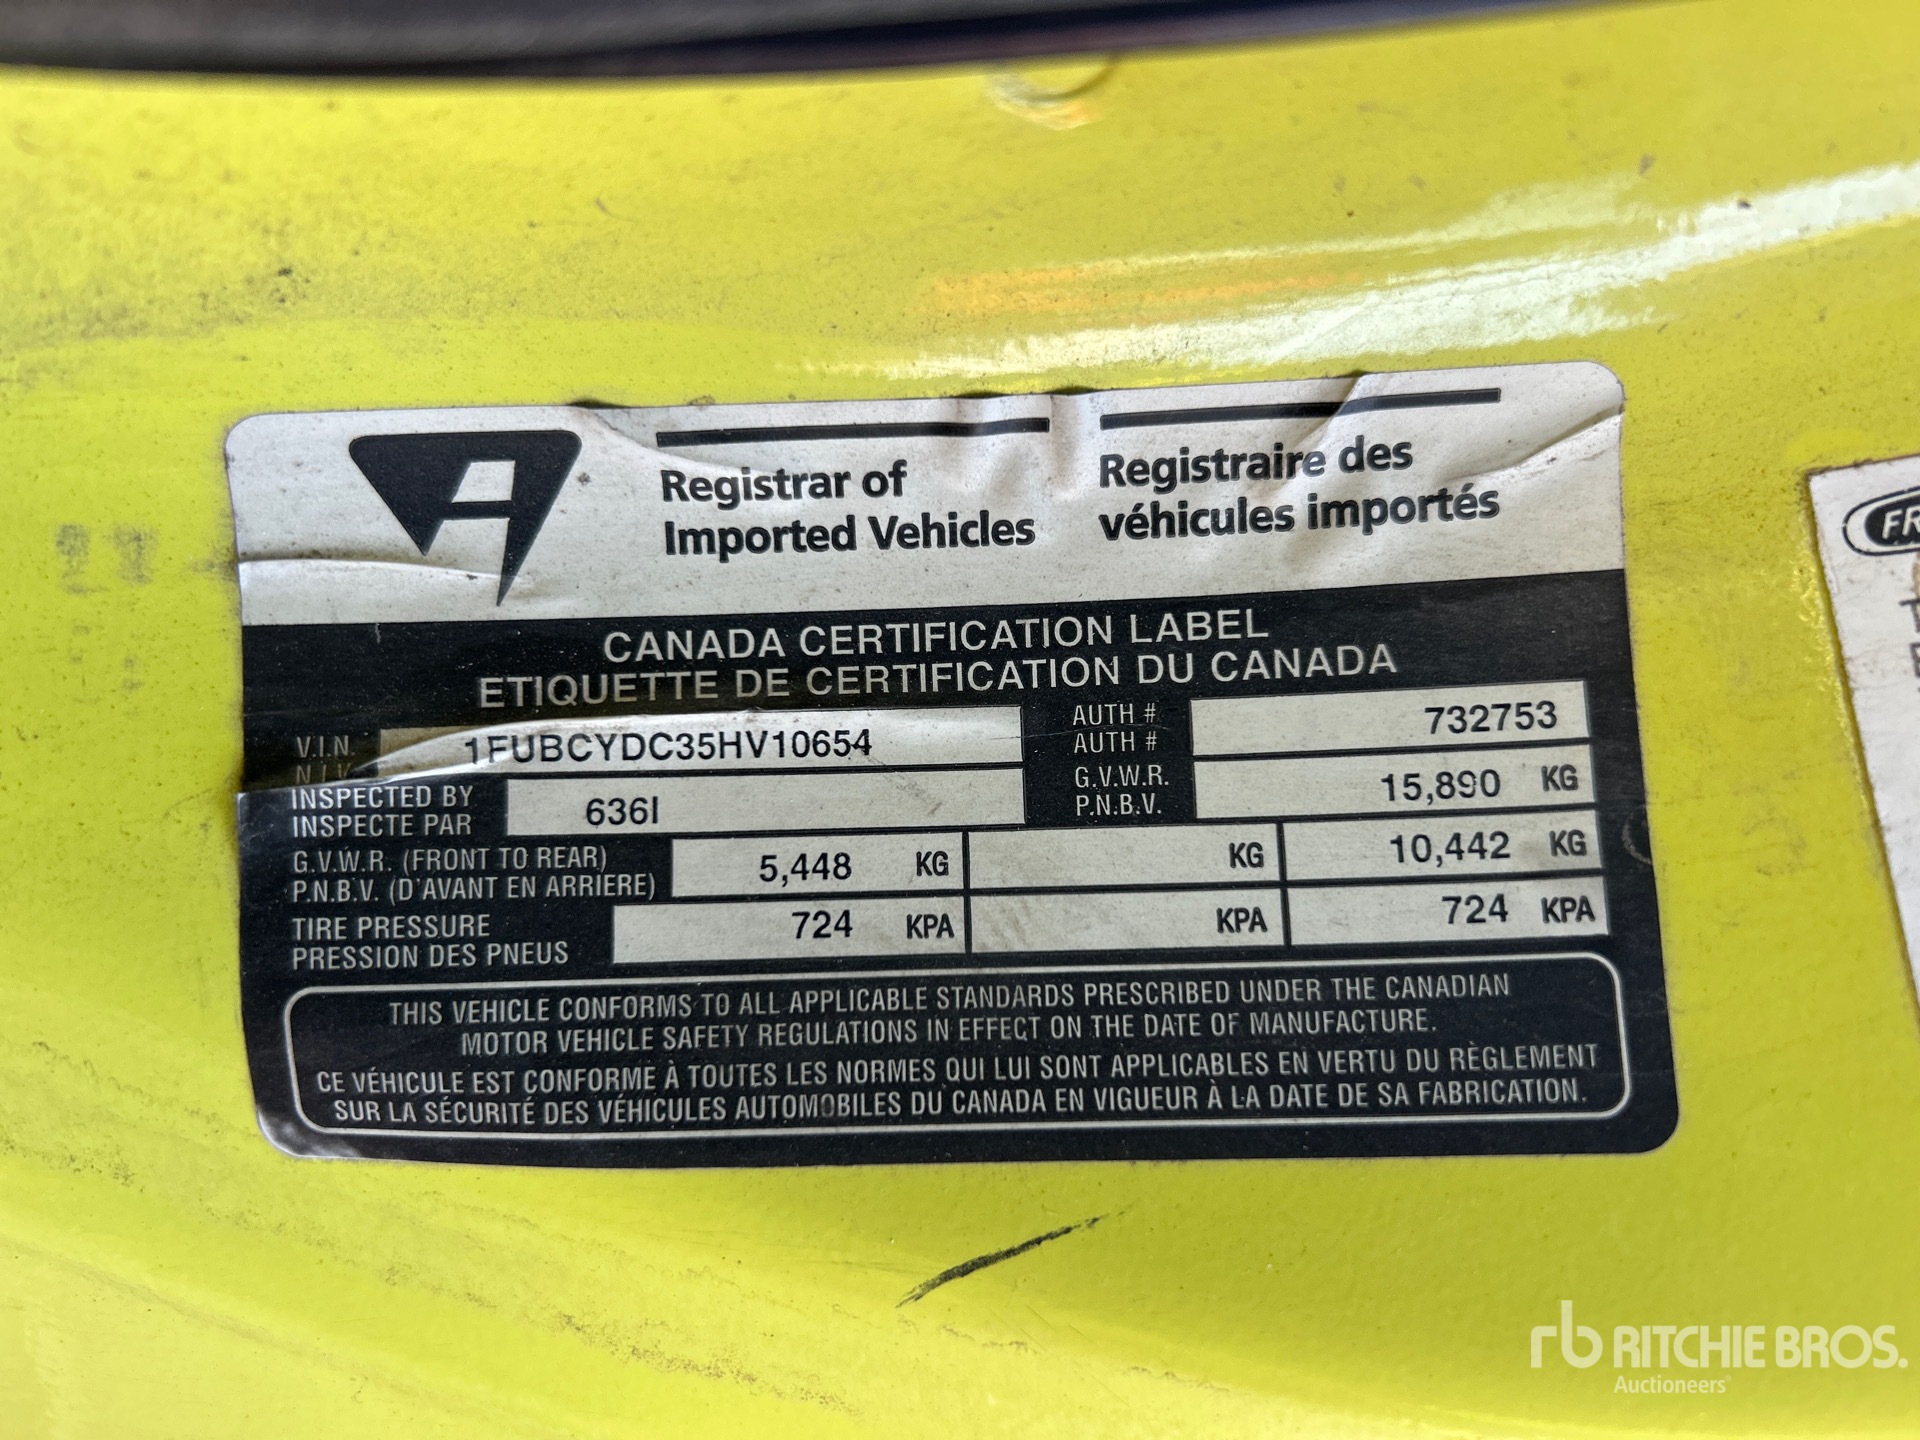 Registrar of
Imported Vehicles
Registraire des
véhicules importés
CANADA CERTIFICATION LABEL
ETIQUETTE DE CERTIFICATION DU CANADA
V.I.N.
N.I.V.
1FUBCYDC35HV10654
AUTH #
AUTH #
732753
INSPECTED BY
INSPECTE PAR
636I
G.V.W.R.
P.N.B.V.
15,890 KG
G.V.W.R. (FRONT TO REAR)
P.N.B.V. (D'AVANT EN ARRIERE)
5,448 KG
KG
10,442 KG
TIRE PRESSURE
PRESSION DES PNEUS
724 KPA
KPA
724 KPA
THIS VEHICLE CONFORMS TO ALL APPLICABLE STANDARDS PRESCRIBED UNDER THE CANADIAN
MOTOR VEHICLE SAFETY REGULATIONS IN EFFECT ON THE DATE OF MANUFACTURE.
CE VÉHICULE EST CONFORME À TOUTES LES NORMES QUI LUI SONT APPLICABLES EN VERTU DU RÈGLEMENT
SUR LA SÉCURITÉ DES VÉHICULES AUTOMOBILES DU CANADA EN VIGUEUR À LA DATE DE SA FABRICATION.
rb RITCHIE BROS.
Auctioneers